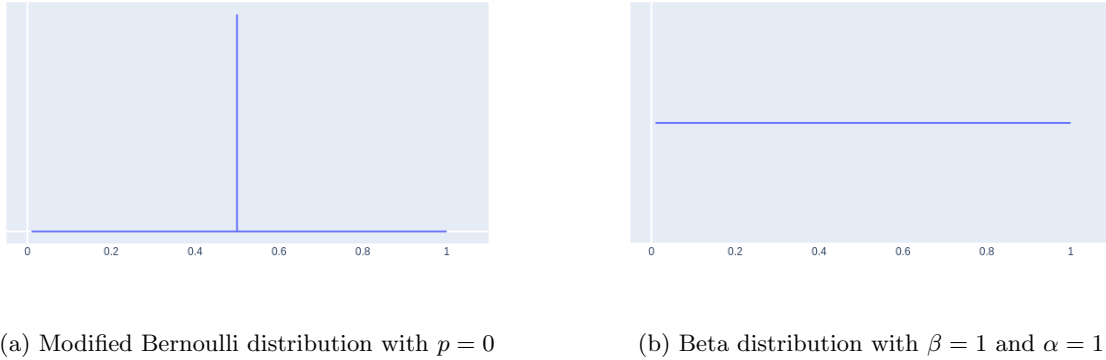 0 0.2 0.4 0.6 0.8 1
0 0.2 0.4 0.6 0.8 1
(a) Modified Bernoulli distribution with p = 0
(b) Beta distribution with β = 1 and α = 1